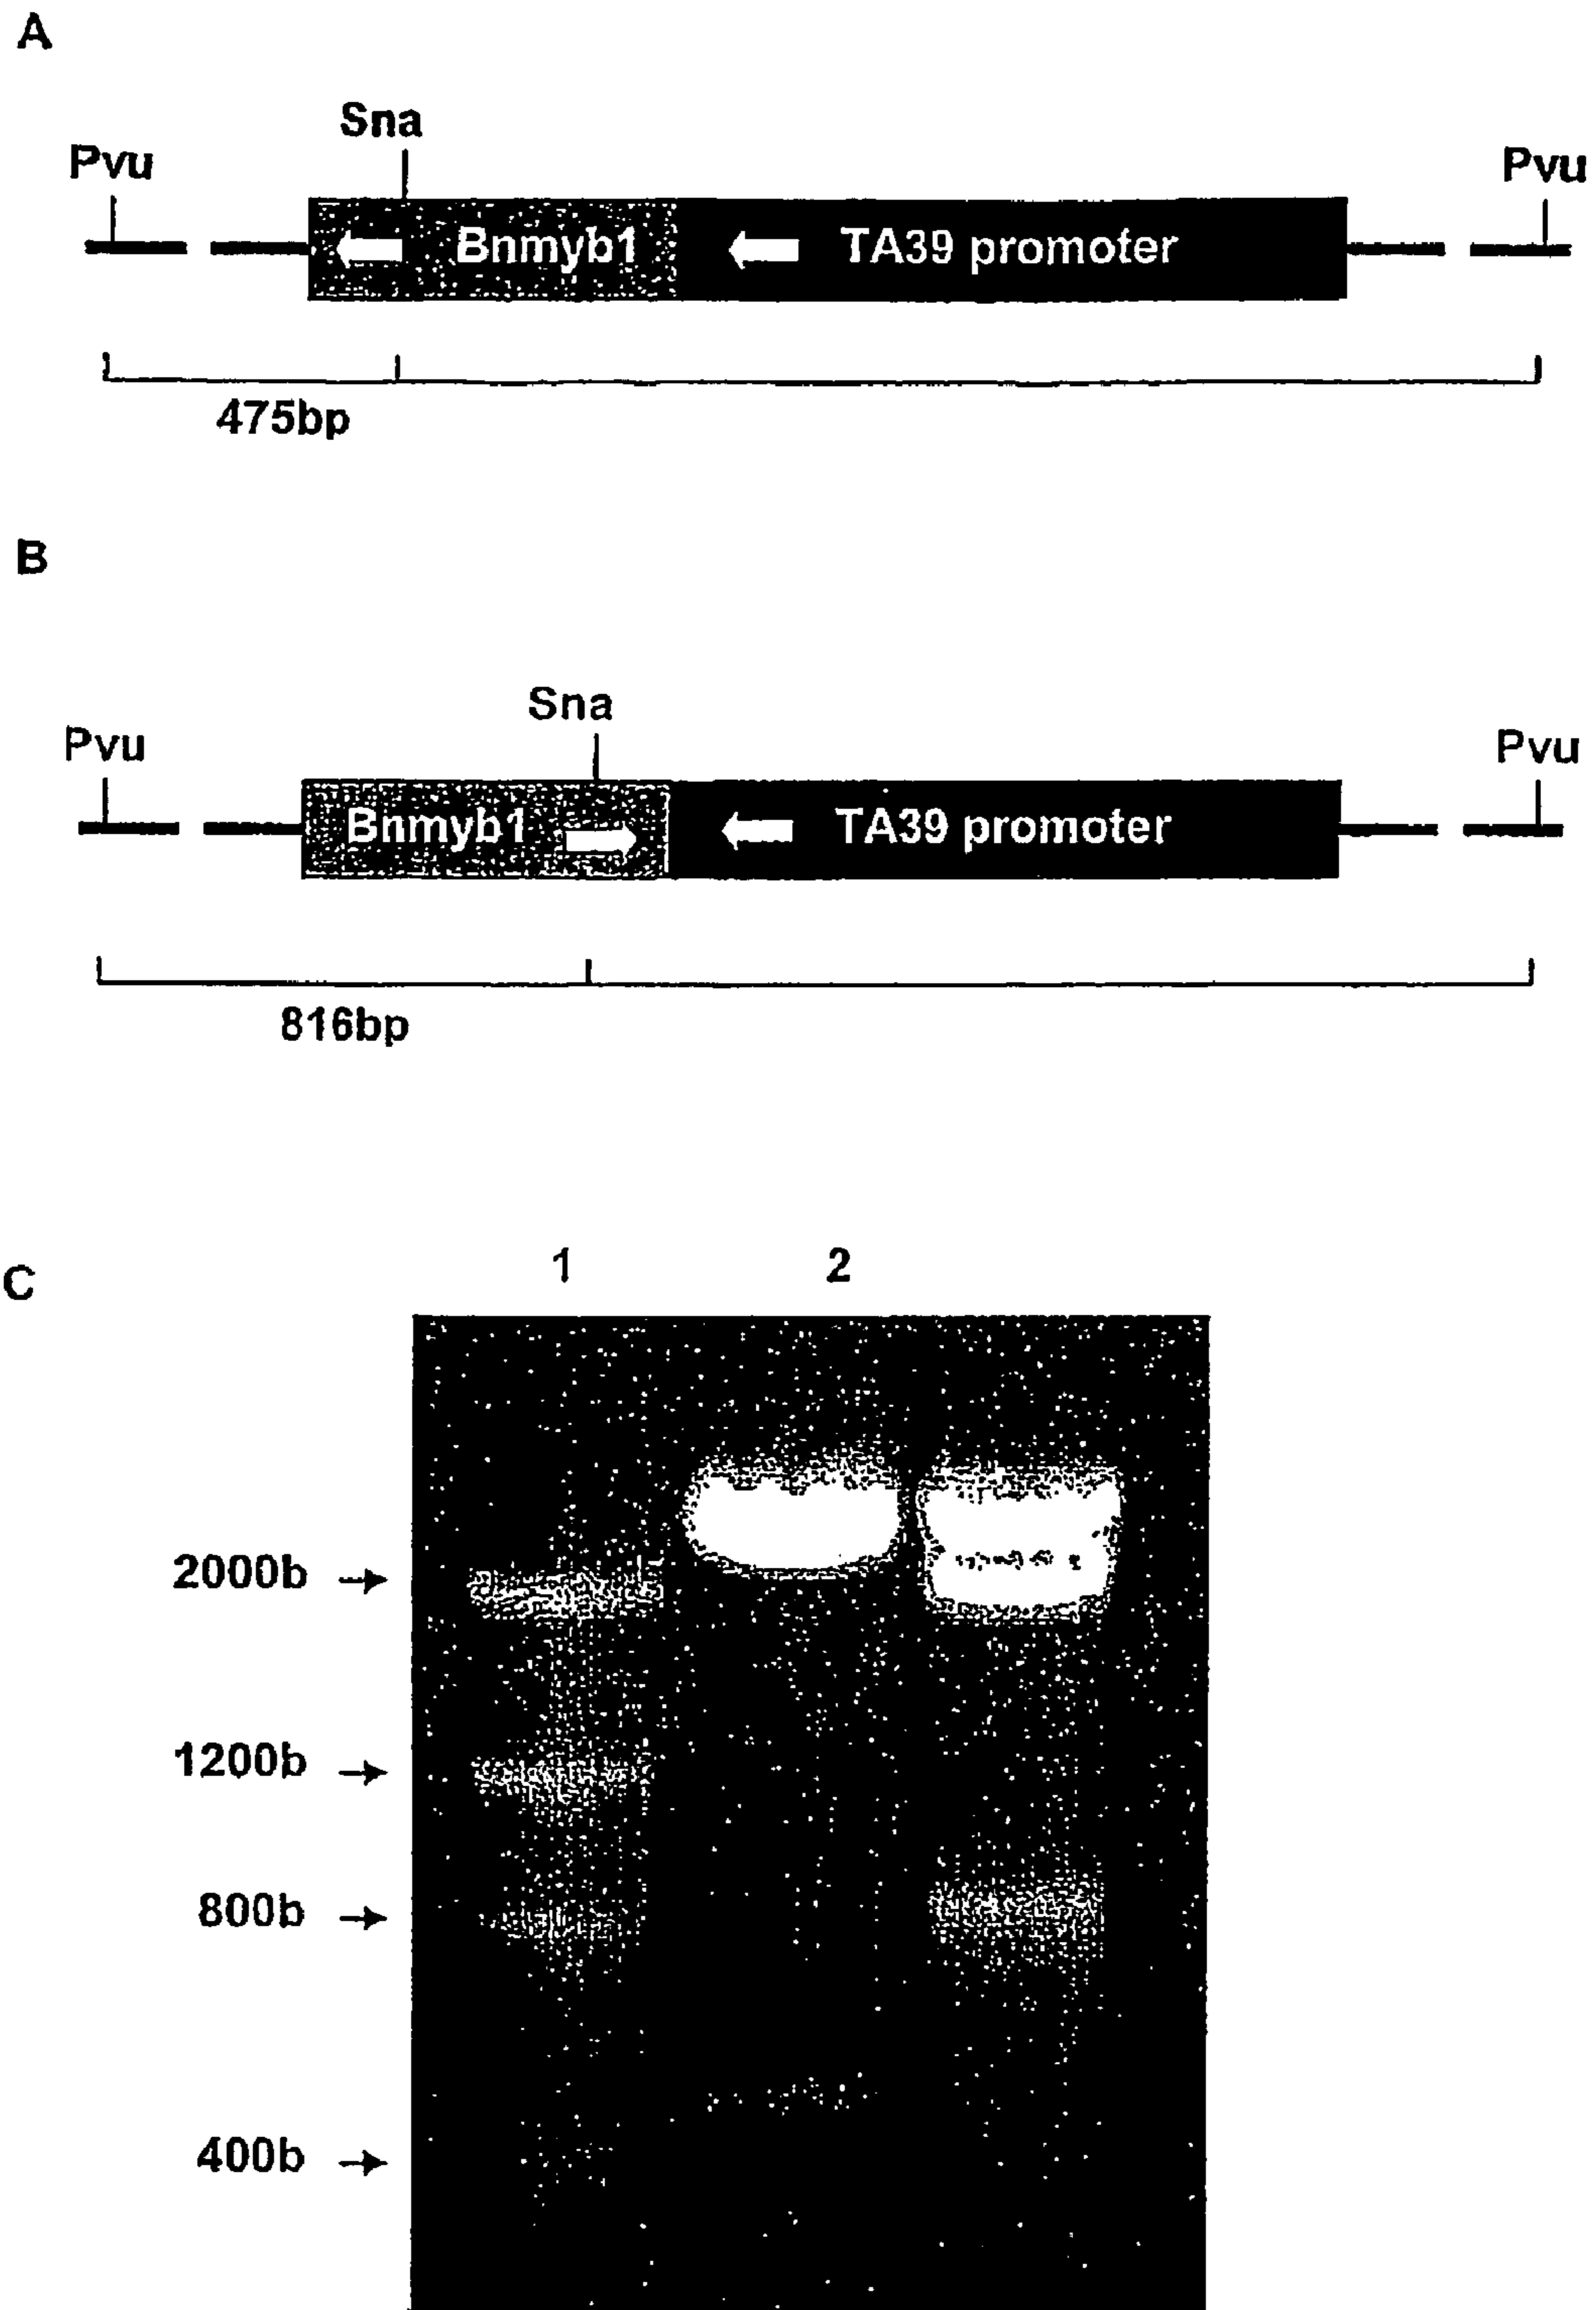 A
Sna
Pvu
Pvu
Bnmyb1
TA39 promoter
475bp
B
Sna
Pvu
Pvu
Bnmyb1
TA39 promoter
816bp
C
1
2
2000b
1200b
800b
400b